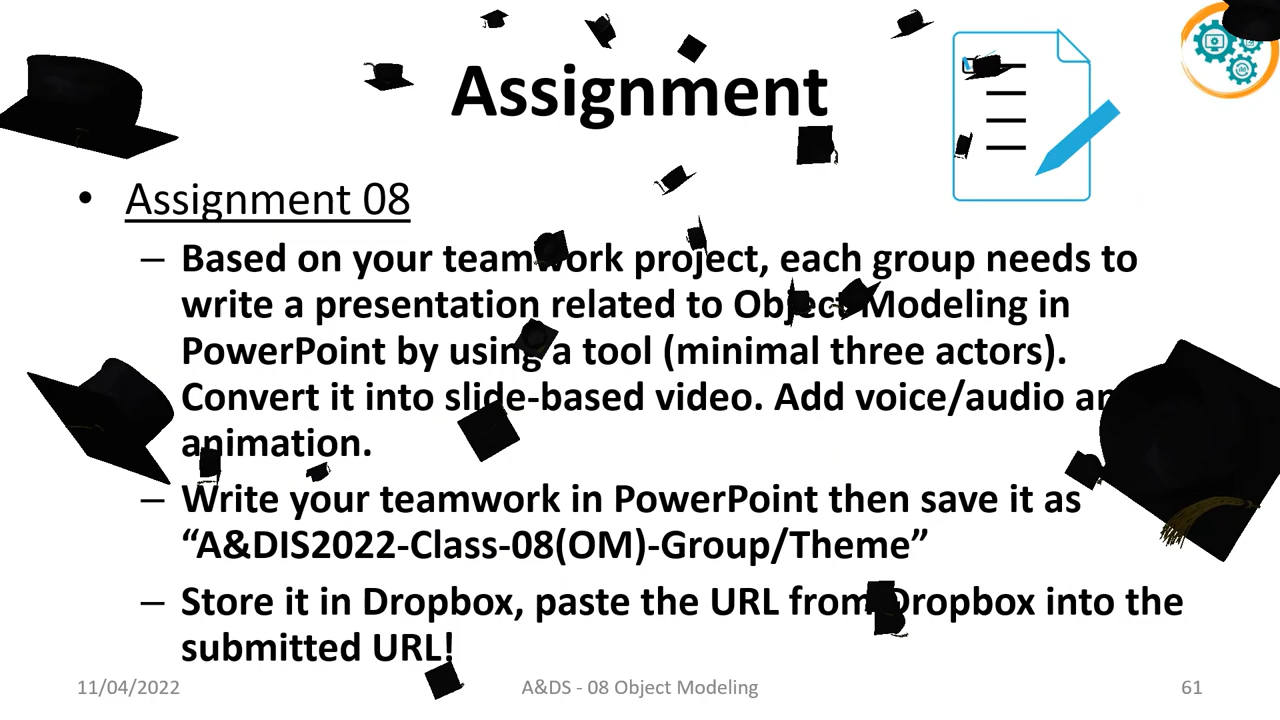 Assignment
• Assignment 08
– Based on your teamwork project, each group needs to
write a presentation related to Object Modeling in
PowerPoint by using a tool (minimal three actors).
Convert it into slide-based video. Add voice/audio and
animation.
– Write your teamwork in PowerPoint then save it as
“A&DIS2022-Class-08(OM)-Group/Theme”
– Store it in Dropbox, paste the URL from Dropbox into the
submitted URL!
11/04/2022 A&DS - 08 Object Modeling 61